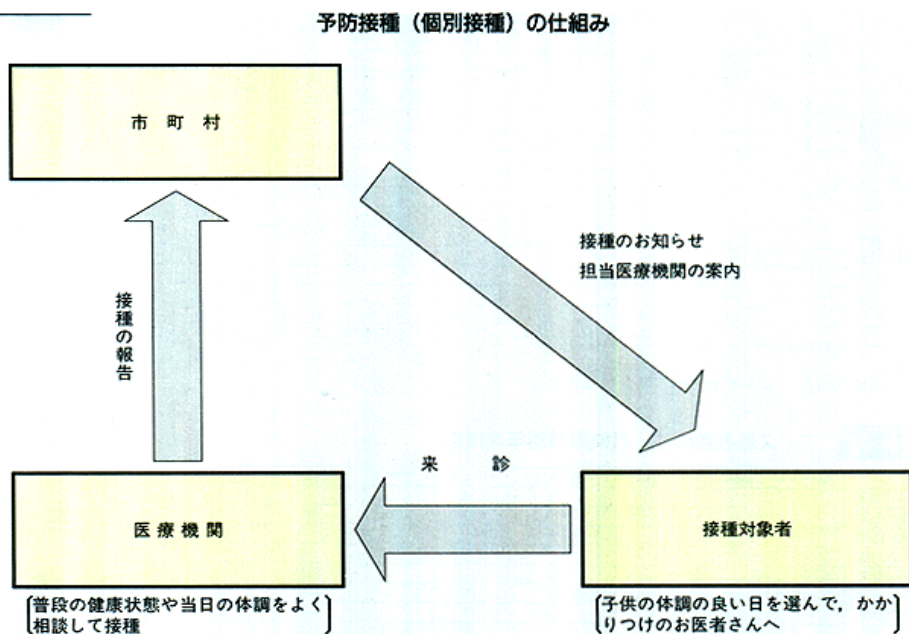 予防接種（個別接種）の仕組み
市町村
接種のお知らせ
担当医療機関の案内
接種の報告
来診
医療機関
接種対象者
普段の健康状態や当日の体調をよく
相談して接種
子供の体調の良い日を選んで，かか
りつけのお医者さんへ